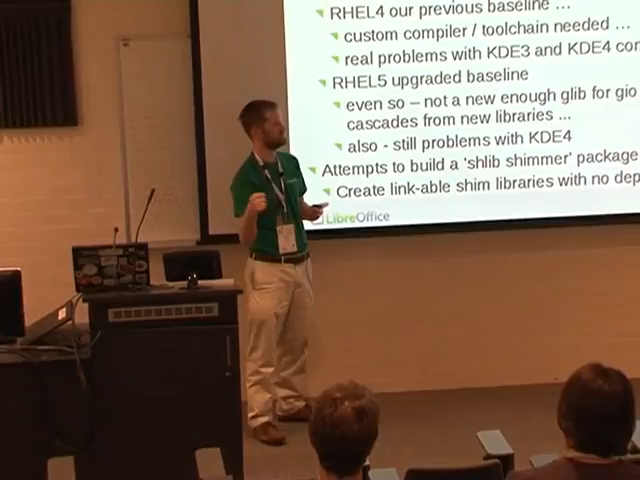 RHEL4 our previous baseline ...
custom compiler / toolchain needed ...
real problems with KDE3 and KDE4
RHEL5 upgraded baseline
even so – not a new enough glib for gio
cascades from new libraries ...
also - still problems with KDE4
Attempts to build a 'shlib shimmer' package
Create link-able shim libraries with no
LibreOffice